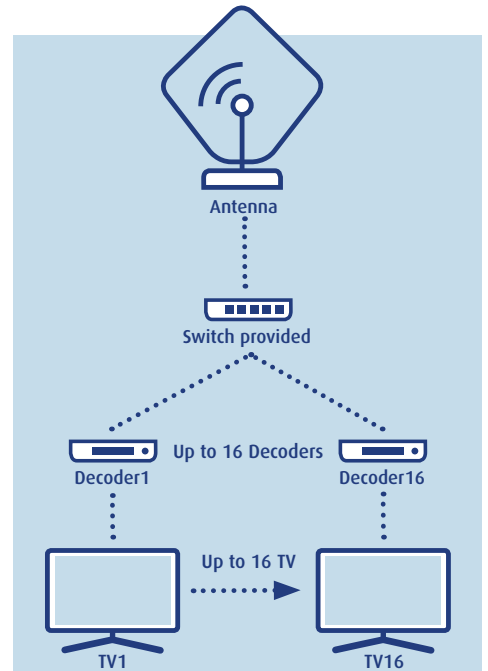 Antenna
Switch provided
Up to 16 Decoders
Decoder1
Decoder16
Up to 16 TV
TV1
TV16